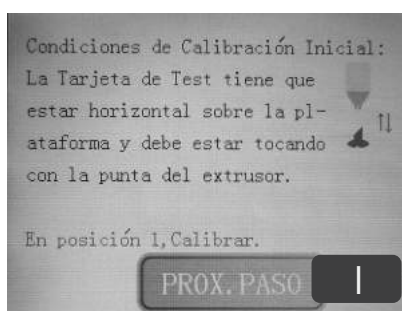 Condiciones de Calibración Inicial:
La Tarjeta de Test tiene que
estar horizontal sobre la pl-
ataforma y debe estar tocando
con la punta del extrusor.
En posición 1,Calibrar.
PROX.PASO